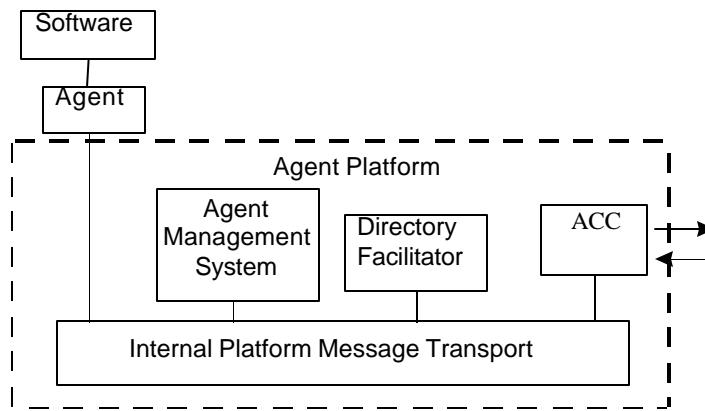 Software
Agent
Agent Platform
Agent
Management
System
Directory
Facilitator
ACC
Internal Platform Message Transport